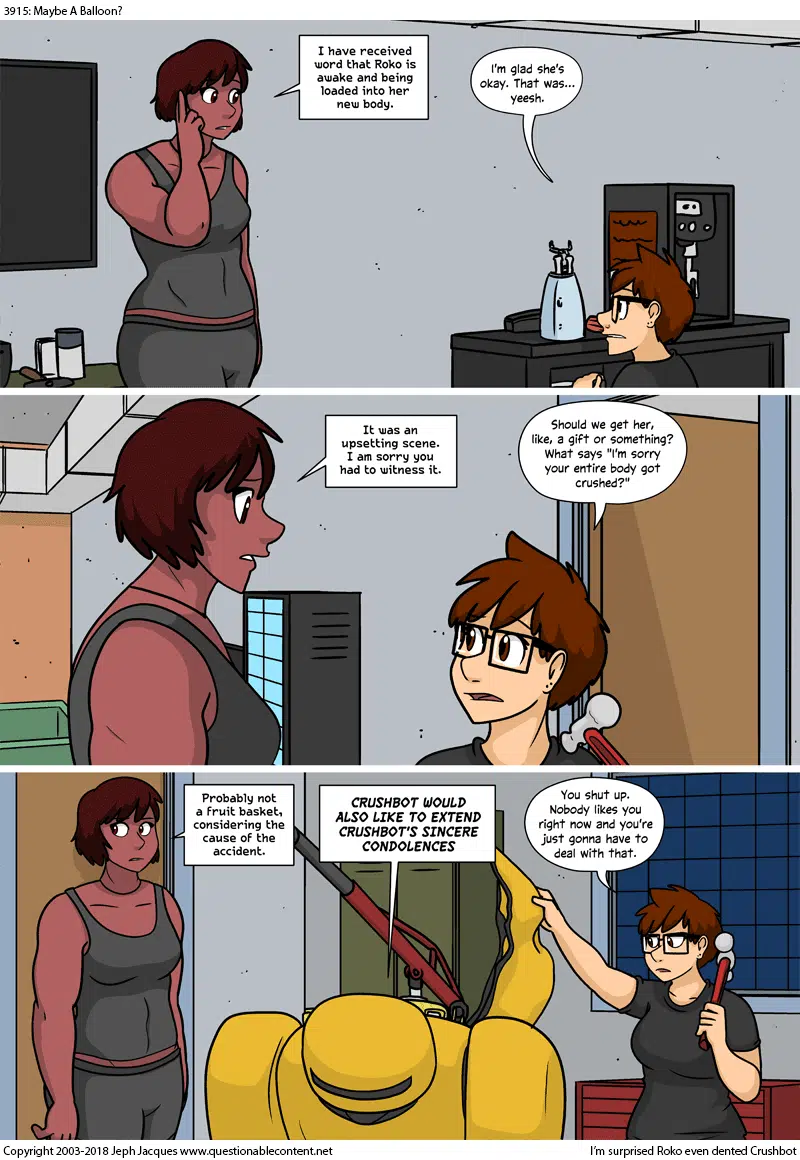 3915: Maybe A Balloon?
I have received
word that Roko is
awake and being
loaded into her
new body.
I'm glad she's
okay. That was...
yeesh.
It was an
upsetting scene.
I am sorry you
had to witness it.
Should we get her,
like, a gift or something?
What says "I'm sorry
your entire body got
crushed?"
Probably not
a fruit basket,
considering the
cause of the
accident.
CRUSHBOT WOULD
ALSO LIKE TO EXTEND
CRUSHBOT'S SINCERE
CONDOLENCES
You shut up.
Nobody likes you
right now and you're
just gonna have to
deal with that.
Copyright 2003-2018 Jeph Jacques www.questionablecontent.net
I'm surprised Roko even dented Crushbot